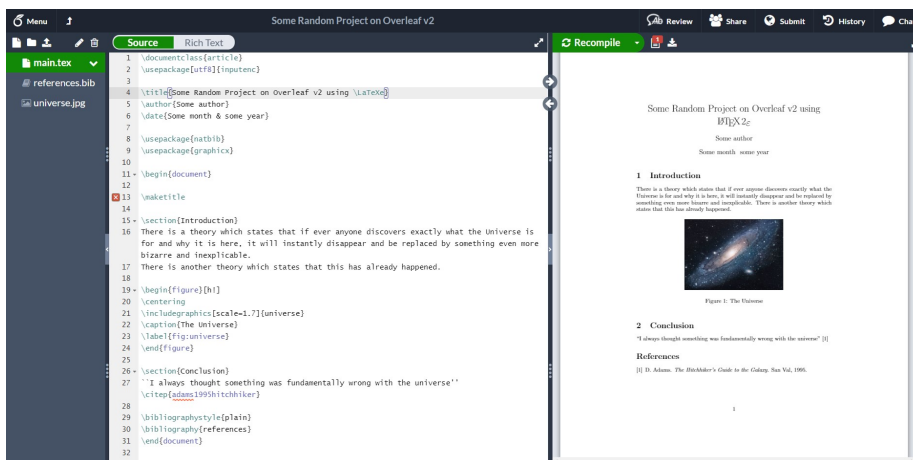 Menu
Some Random Project on Overleaf v2
Review
Share
Submit
History
Cha
Source
Rich Text
Recompile
1
main.tex
references.bib
universe.jpg
1 \documentclass{article}
2 \usepackage[utf8]{inputenc}
3
4 \title{Some Random Project on Overleaf v2 using \LaTeXe}
5 \author{Some author}
6 \date{Some month & some year}
7
8 \usepackage{natbib}
9 \usepackage{graphicx}
10
11 \begin{document}
12
13 \maketitle
14
15 \section{Introduction}
16 There is a theory which states that if ever anyone discovers exactly what the Universe is
for and why it is here, it will instantly disappear and be replaced by something even more
bizarre and inexplicable.
17 There is another theory which states that this has already happened.
18
19 \begin{figure}[h!]
20 \centering
21 \includegraphics[scale=1.7]{universe}
22 \caption{The Universe}
23 \label{fig:universe}
24 \end{figure}
25
26 \section{Conclusion}
27 ``I always thought something was fundamentally wrong with the universe''
\citep{adams1995hitchhiker}
28
29 \bibliographystyle{plain}
30 \bibliography{references}
31 \end{document}
32
Some Random Project on Overleaf v2 using
LATEX 2ε
Some author
Some month some year
1 Introduction
There is a theory which states that if ever anyone discovers exactly what the
Universe is for and why it is here, it will instantly disappear and be replaced by
something even more bizarre and inexplicable. There is another theory which
states that this has already happened.
Figure 1: The Universe
2 Conclusion
"I always thought something was fundamentally wrong with the universe" [1]
References
[1] D. Adams. The Hitchhiker's Guide to the Galaxy. San Val, 1995.
1